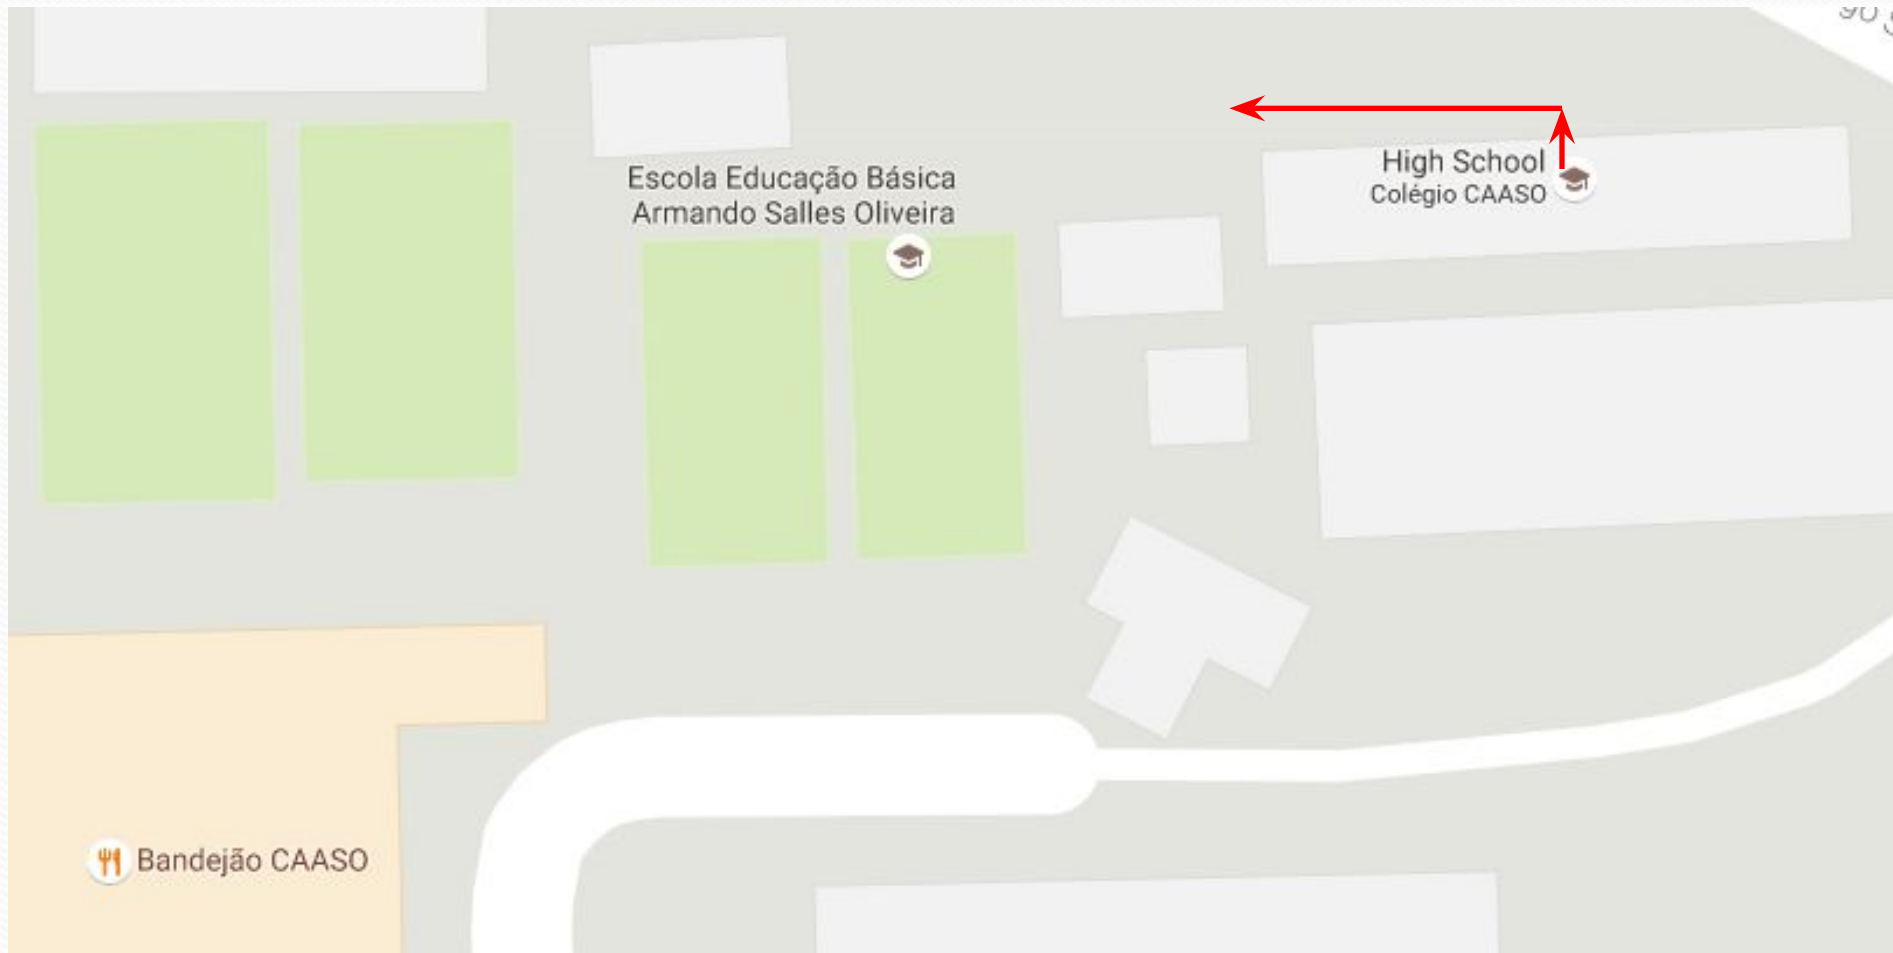 High School
Colégio CAASO
Escola Educação Básica
Armando Salles Oliveira
Bandejão CAASO